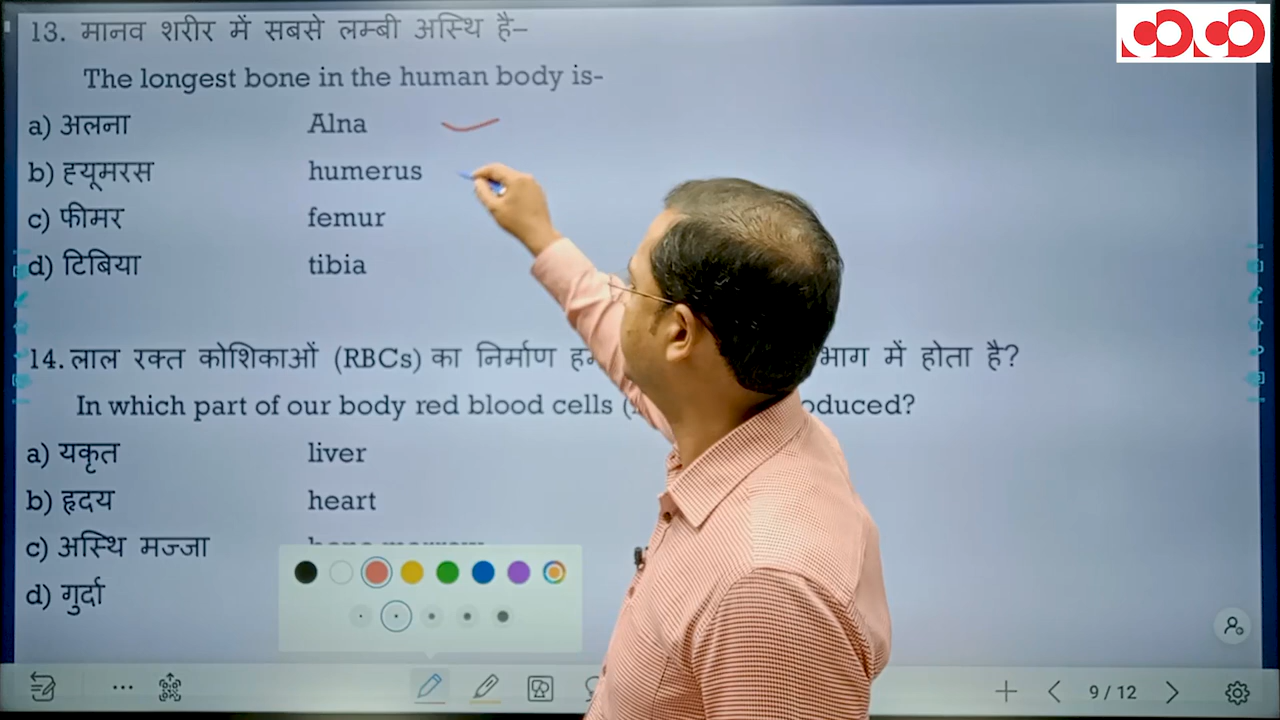 13. मानव शरीर में सबसे लम्बी अस्थि है–
The longest bone in the human body is-
a) अलना Alna
b) ह्यूमरस humerus
c) फीमर femur
d) टिबिया tibia
14. लाल रक्त कोशिकाओं (RBCs) का निर्माण भाग में होता है?
In which part of our body red blood cells
a) यकृत liver
b) हृदय heart
c) अस्थि मज्जा
d) गुर्दा
9 / 12